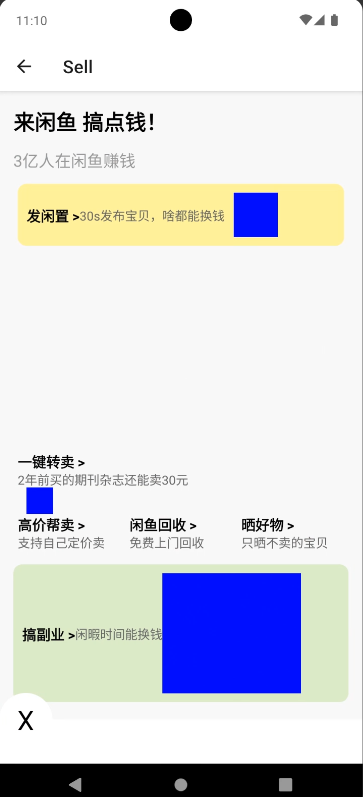 11:10
Sell
来闲鱼 搞点钱！
3亿人在闲鱼赚钱
发闲置 >30s发布宝贝，啥都能换钱
一键转卖 >
2年前买的期刊杂志还能卖30元
高价帮卖 > 闲鱼回收 > 晒好物 >
支持自己定价卖 免费上门回收 只晒不卖的宝贝
搞副业 >闲暇时间能换钱
X